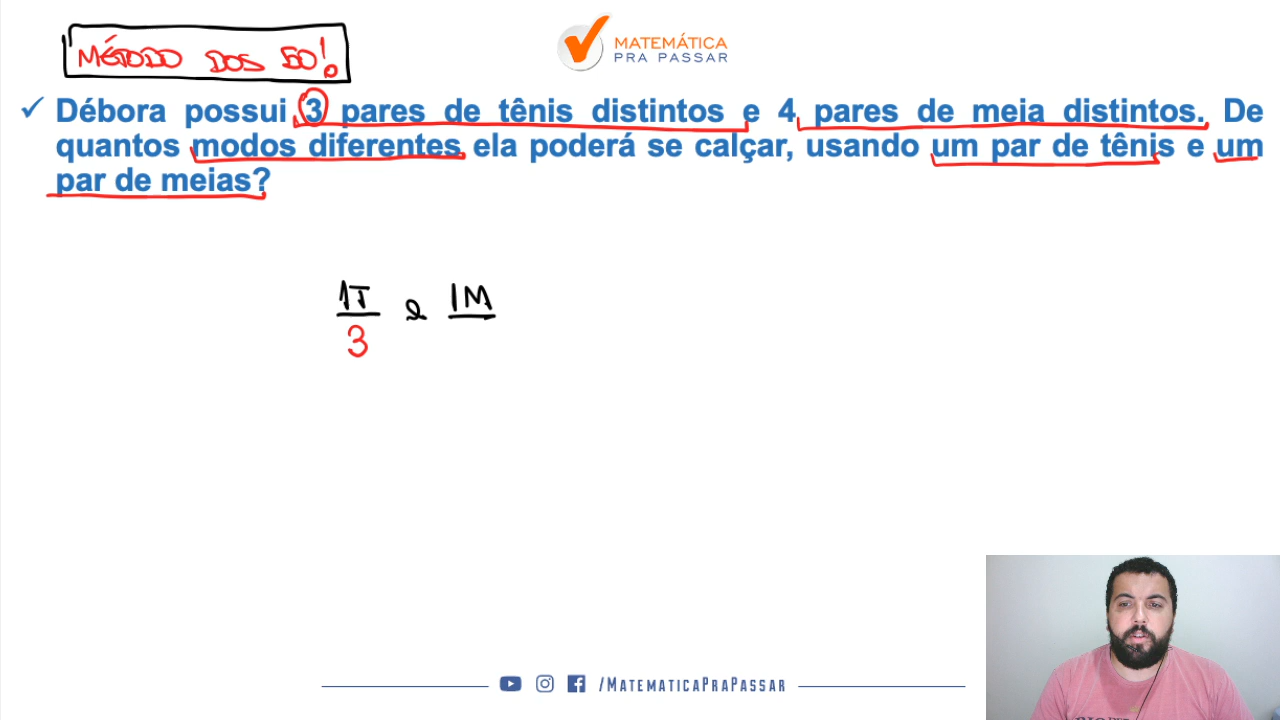 MÉTODO DOS 50!
MATEMÁTICA
PRA PASSAR
Débora possui 3 pares de tênis distintos e 4 pares de meia distintos. De
quantos modos diferentes ela poderá se calçar, usando um par de tênis e um
par de meias?
1T e 1M
3
/MATEMATICAPRAPASSAR